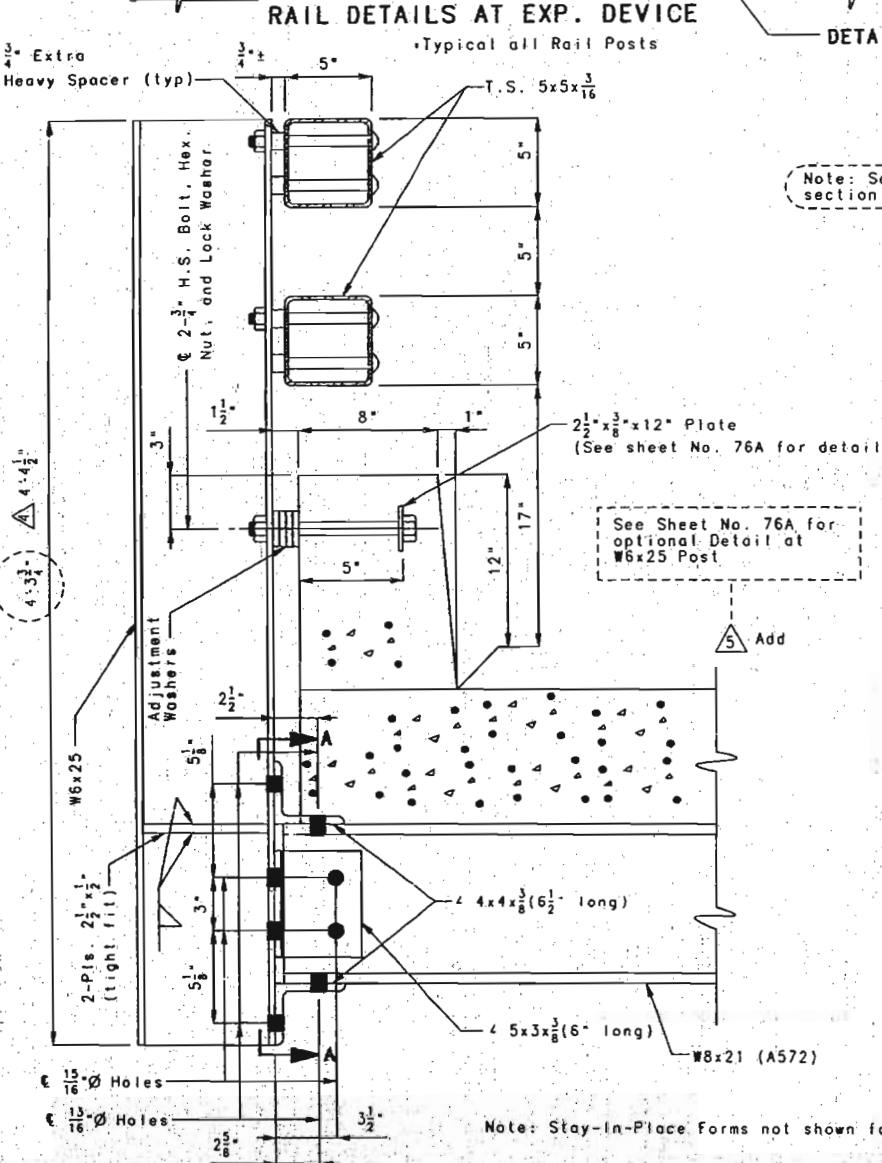 RAIL DETAILS AT EXP. DEVICE
*Typical all Rail Posts
DETA
3/4" Extra
Heavy Spacer (typ)
3/4"±
5"
T.S. 5x5x3/16
5"
5"
5"
Note: Se
section
℄ 2-3/4" H.S. Bolt, Hex.
Nut, and Lock Washer
1 1/2"
8"
1"
2 1/2"x3/8"x12" Plate
(See sheet No. 76A for detail
3"
4 4'-4 1/2"
4'-3 3/4"
17"
12"
5"
See Sheet No. 76A for
optional Detail at
W6x25 Post
5 Add
Adjustment
Washers
W6x25
2 1/2"
A
5 1/8"
3"
5 1/8"
2-Pls. 2 1/2"x1/2"
(tight fit)
∠ 4x4x3/8(6 1/2" long)
∠ 5x3x3/8(6" long)
W8x21 (A572)
A
℄ 15/16"Ø Holes
℄ 13/16"Ø Holes
2 5/8"
3 1/2"
Note: Stay-In-Place Forms not shown fo